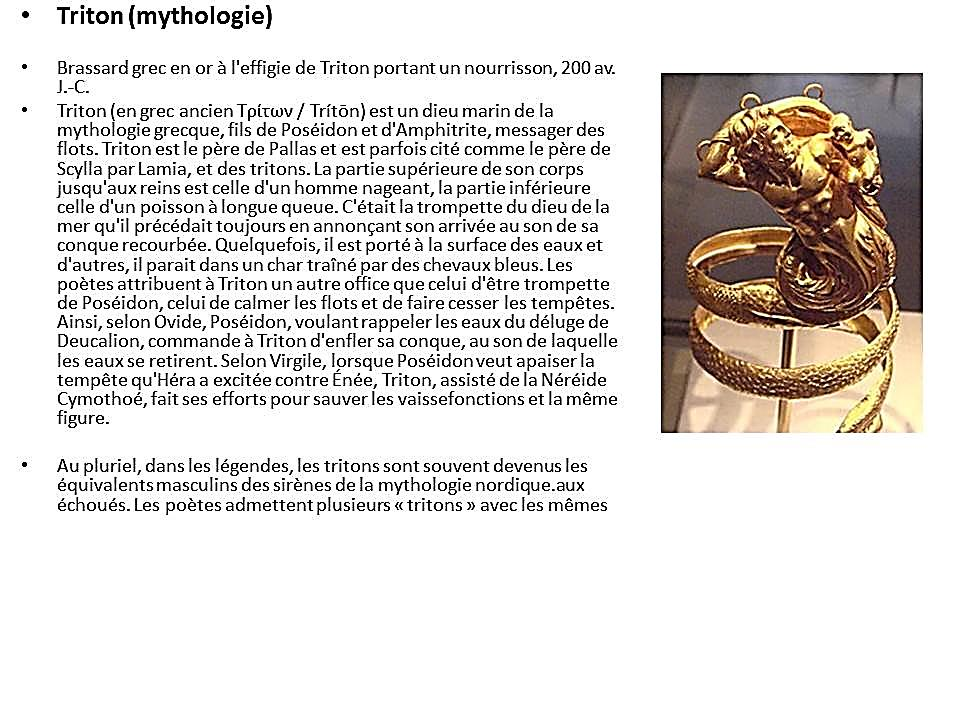 • Triton (mythologie)
• Brassard grec en or à l'effigie de Triton portant un nourrisson, 200 av.
J.-C.
• Triton (en grec ancien Τρίτων / Trítōn) est un dieu marin de la
mythologie grecque, fils de Poséidon et d'Amphitrite, messager des
flots. Triton est le père de Pallas et est parfois cité comme le père de
Scylla par Lamia, et des tritons. La partie supérieure de son corps
jusqu'aux reins est celle d'un homme nageant, la partie inférieure
celle d'un poisson à longue queue. C'était la trompette du dieu de la
mer qu'il précédait toujours en annonçant son arrivée au son de sa
conque recourbée. Quelquefois, il est porté à la surface des eaux et
d'autres, il parait dans un char traîné par des chevaux bleus. Les
poètes attribuent à Triton un autre office que celui d'être trompette
de Poséidon, celui de calmer les flots et de faire cesser les tempêtes.
Ainsi, selon Ovide, Poséidon, voulant rappeler les eaux du déluge de
Deucalion, commande à Triton d'enfler sa conque, au son de laquelle
les eaux se retirent. Selon Virgile, lorsque Poséidon veut apaiser la
tempête qu'Héra a excitée contre Énée, Triton, assisté de la Néréide
Cymothoé, fait ses efforts pour sauver les vaissefonctions et la même
figure.
• Au pluriel, dans les légendes, les tritons sont souvent devenus les
équivalents masculins des sirènes de la mythologie nordique.aux
échoués. Les poètes admettent plusieurs « tritons » avec les mêmes